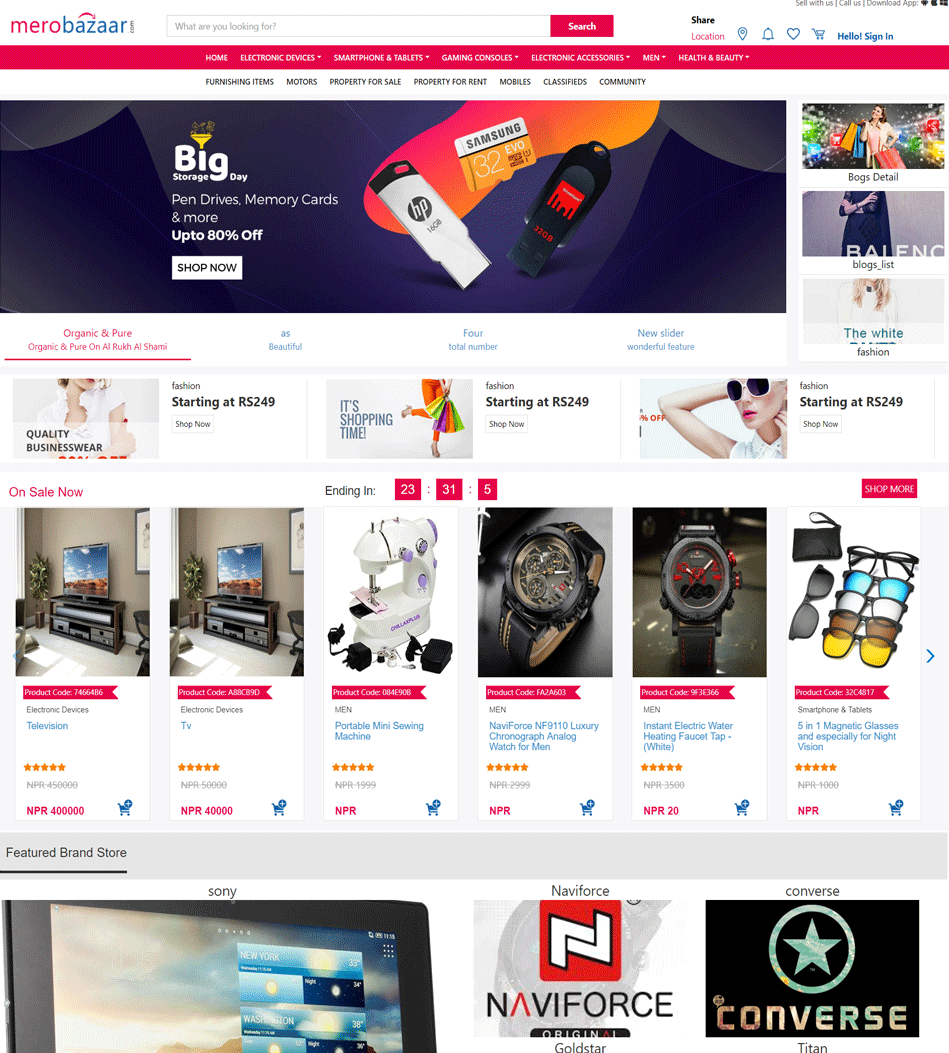 Sell with us | Call us | Download App:
merobazaar.com
What are you looking for?
Search
Share
Location
Hello! Sign In
HOME
ELECTRONIC DEVICES
SMARTPHONE & TABLETS
GAMING CONSOLES
ELECTRONIC ACCESSORIES
MEN
HEALTH & BEAUTY
FURNISHING ITEMS
MOTORS
PROPERTY FOR SALE
PROPERTY FOR RENT
MOBILES
CLASSIFIEDS
COMMUNITY
Big
Storage Day
Pen Drives, Memory Cards
& more
Upto 80% Off
SHOP NOW
hp
16GB
SAMSUNG
32 EVO
32GB
Bogs Detail
BALENC
blogs_list
The white
fashion
Organic & Pure
Organic & Pure On Al Rukh Al Shami
as
Beautiful
Four
total number
New slider
wonderful feature
QUALITY
BUSINESSWEAR
fashion
Starting at RS249
Shop Now
IT'S
SHOPPING
TIME!
fashion
Starting at RS249
Shop Now
% OFF
fashion
Starting at RS249
Shop Now
On Sale Now
Ending In:
23 : 31 : 5
SHOP MORE
CHILLAXPLUS
Product Code: 7466486
Electronic Devices
Television
NPR 450000
NPR 400000
Product Code: A88CB9D
Electronic Devices
Tv
NPR 50000
NPR 40000
Product Code: 084E908
MEN
Portable Mini Sewing
Machine
NPR 1999
NPR
Product Code: FA2A603
MEN
NaviForce NF9110 Luxury
Chronograph Analog
Watch for Men
NPR 2999
NPR
Product Code: 9F3E366
MEN
Instant Electric Water
Heating Faucet Tap -
(White)
NPR 3500
NPR 20
Product Code: 32C4817
Smartphone & Tablets
5 in 1 Magnetic Glasses
and especially for Night
Vision
NPR 1000
NPR
Featured Brand Store
sony
11:15
NEW YORK
33°
Night
34°
WASHINGTON
38°
Night
36°
Naviforce
NAVIFORCE
ORIGINAL
Goldstar
converse
CONVERSE
Titan